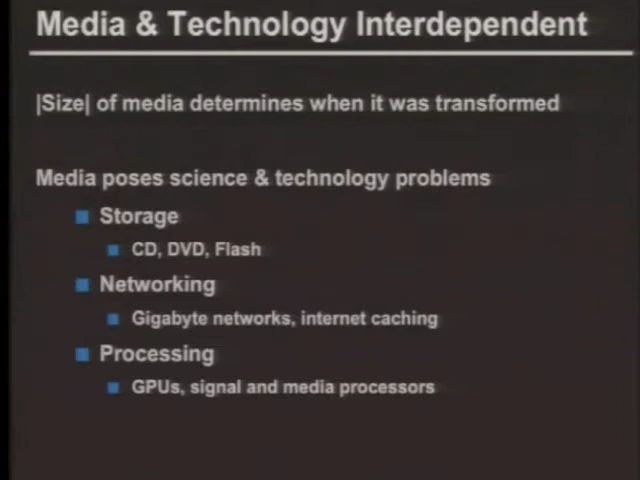 Media & Technology Interdependent
|Size| of media determines when it was transformed
Media poses science & technology problems
Storage
CD, DVD, Flash
Networking
Gigabyte networks, internet caching
Processing
GPUs, signal and media processors